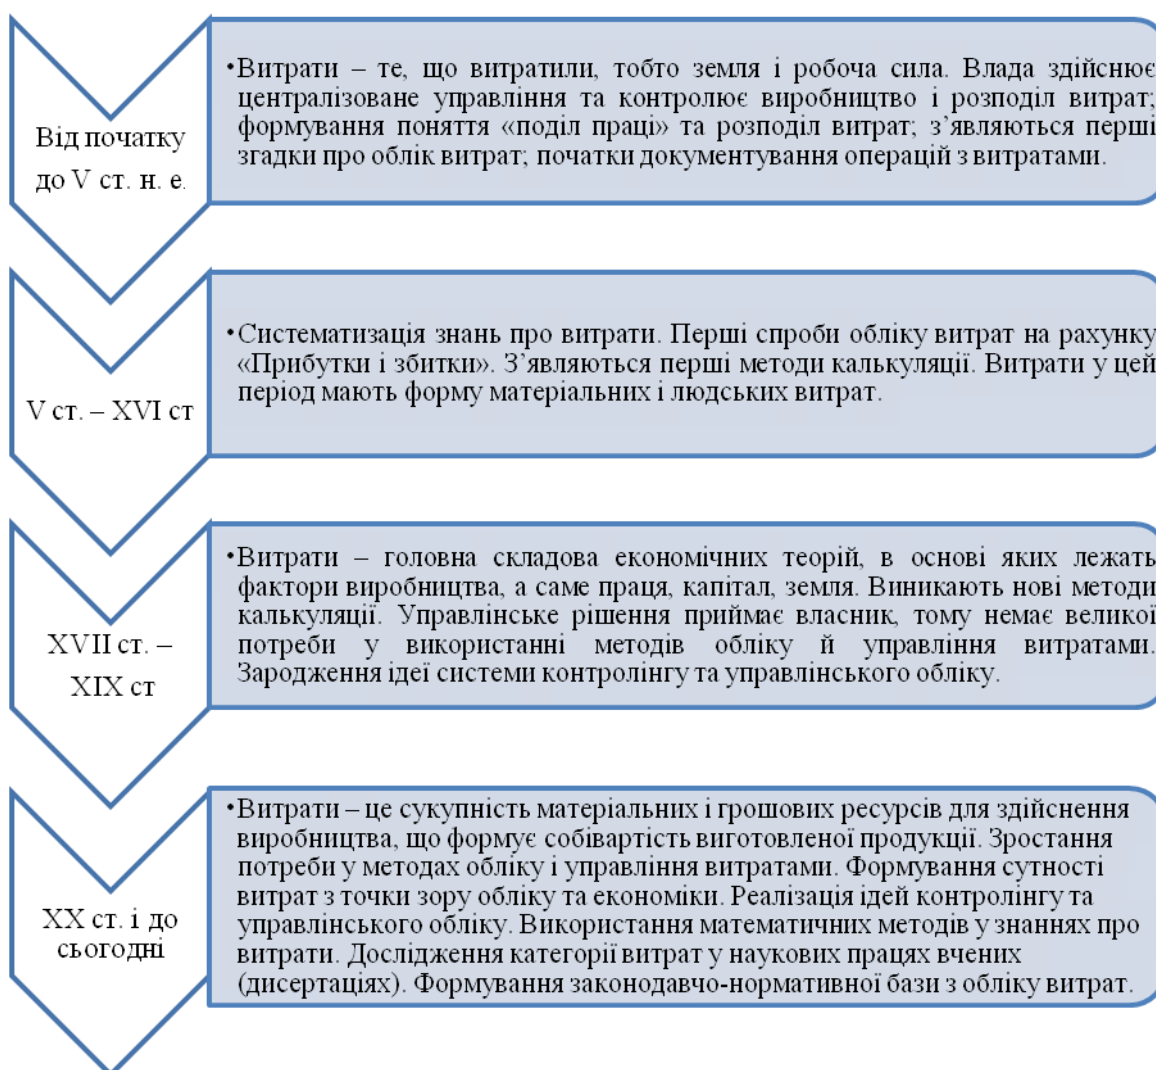 Від початку
до V ст. н. е.
•Витрати – те, що витратили, тобто земля і робоча сила. Влада здійснює
централізоване управління та контролює виробництво і розподіл витрат;
формування поняття «поділ праці» та розподіл витрат; з’являються перші
згадки про облік витрат; початки документування операцій з витратами.
V ст. – XVI ст
•Систематизація знань про витрати. Перші спроби обліку витрат на рахунку
«Прибутки і збитки». З’являються перші методи калькуляції. Витрати у цей
період мають форму матеріальних і людських витрат.
XVII ст. –
XIX ст
•Витрати – головна складова економічних теорій, в основі яких лежать
фактори виробництва, а саме праця, капітал, земля. Виникають нові методи
калькуляції. Управлінське рішення приймає власник, тому немає великої
потреби у використанні методів обліку й управління витратами.
Зародження ідеї системи контролінгу та управлінського обліку.
XX ст. і до
сьогодні
•Витрати – це сукупність матеріальних і грошових ресурсів для здійснення
виробництва, що формує собівартість виготовленої продукції. Зростання
потреби у методах обліку і управління витратами. Формування сутності
витрат з точки зору обліку та економіки. Реалізація ідей контролінгу та
управлінського обліку. Використання математичних методів у знаннях про
витрати. Дослідження категорії витрат у наукових працях вчених
(дисертаціях). Формування законодавчо-нормативної бази з обліку витрат.